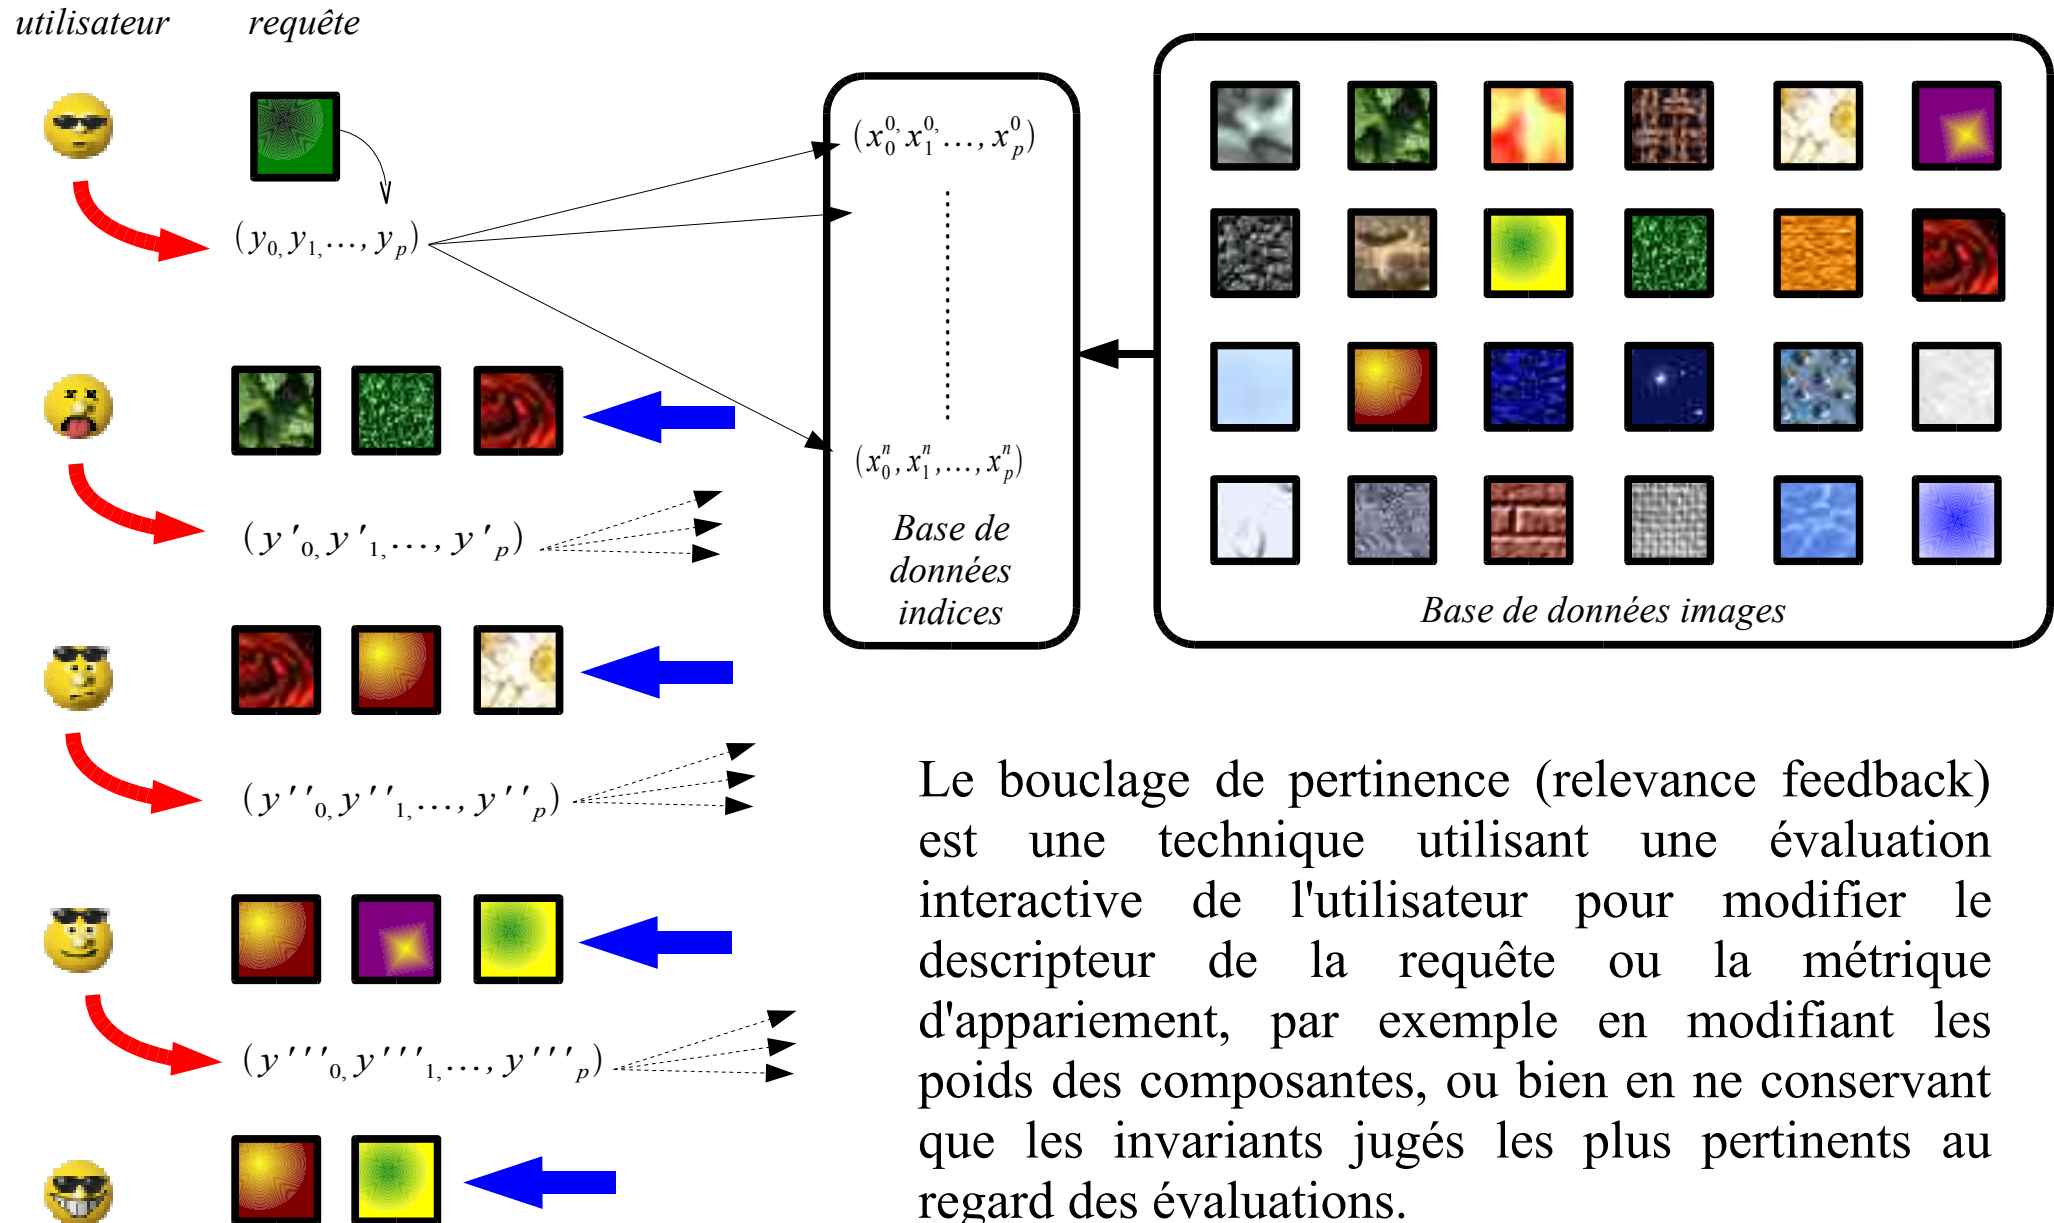 utilisateur requête
(x₀⁰, x₁⁰, ..., xₚ⁰)
(y₀, y₁, ..., yₚ)
(x₀ⁿ, x₁ⁿ, ..., xₚⁿ)
Base de
données
indices
Base de données images
(y'₀, y'₁, ..., y'ₚ)
(y''₀, y''₁, ..., y''ₚ)
(y'''₀, y'''₁, ..., y'''ₚ)
Le bouclage de pertinence (relevance feedback)
est une technique utilisant une évaluation
interactive de l'utilisateur pour modifier le
descripteur de la requête ou la métrique
d'appariement, par exemple en modifiant les
poids des composantes, ou bien en ne conservant
que les invariants jugés les plus pertinents au
regard des évaluations.